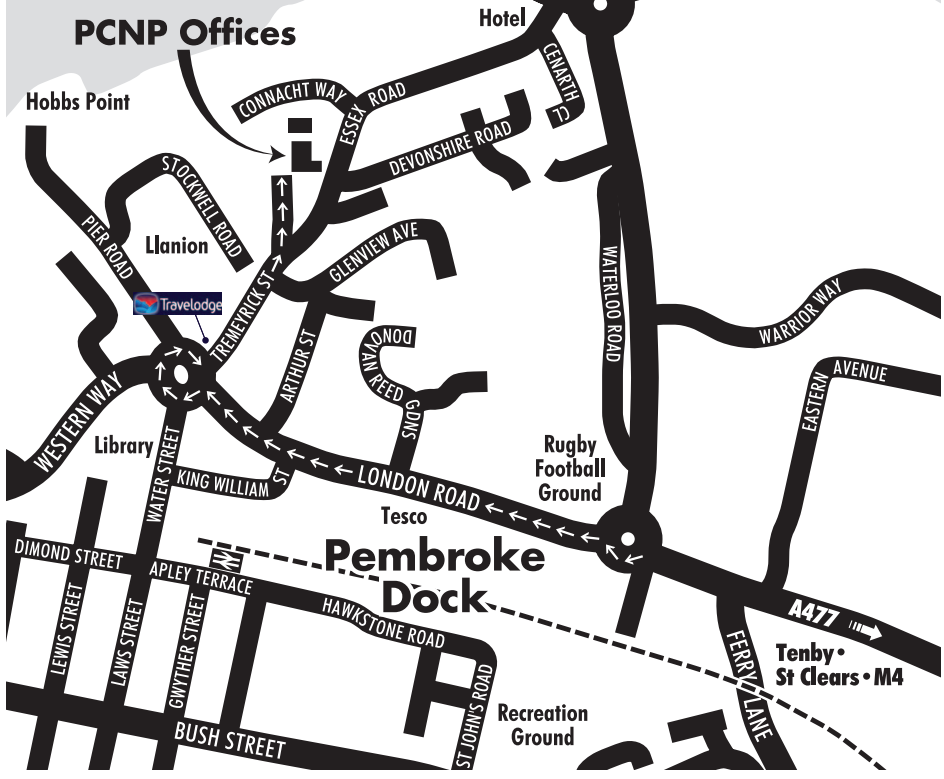 Hotel
PCNP Offices
CENARTH CL
CONNACHT WAY
ESSEX ROAD
Hobbs Point
DEVONSHIRE ROAD
STOCKWELL ROAD
PIER ROAD
Llanion
GLENVIEW AVE
Travelodge
TREMEYRICK ST
WATERLOO ROAD
WARRIOR WAY
ARTHUR ST
DONOVAN REED GDNS
EASTERN AVENUE
WESTERN WAY
Library
WATER STREET
KING WILLIAM ST
LONDON ROAD
Rugby
Football
Ground
Tesco
Pembroke
Dock
DIMOND STREET
APLEY TERRACE
HAWKSTONE ROAD
LEWIS STREET
LAWS STREET
GWYTHER STREET
A477
Tenby •
St Clears • M4
FERRY LANE
ST JOHN'S ROAD
Recreation
Ground
BUSH STREET